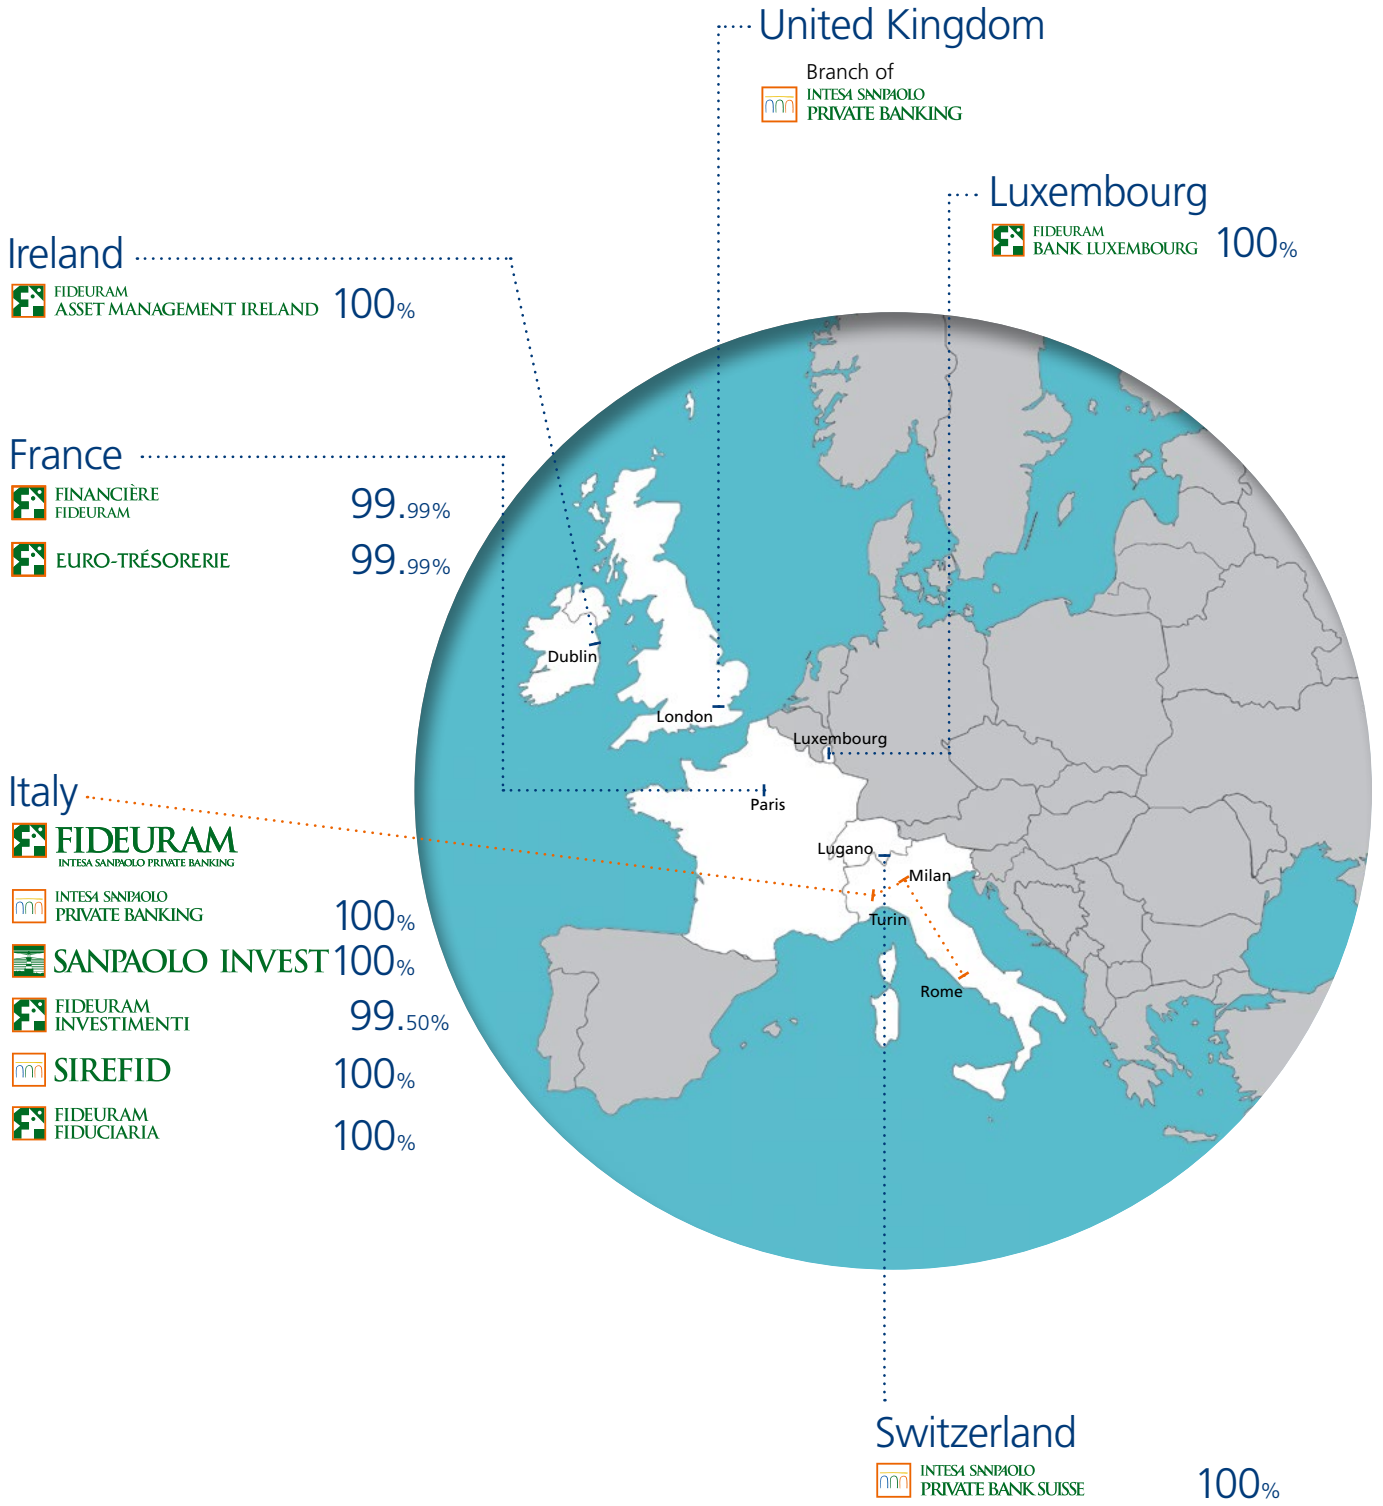 United Kingdom
Branch of
INTESA SANPAOLO
PRIVATE BANKING
Luxembourg
FIDEURAM
BANK LUXEMBOURG 100%
Ireland
FIDEURAM
ASSET MANAGEMENT IRELAND 100%
France
FINANCIÈRE
FIDEURAM
99.99%
EURO-TRÉSORERIE 99.99%
Italy
FIDEURAM
INTESA SANPAOLO PRIVATE BANKING
INTESA SANPAOLO
PRIVATE BANKING 100%
SANPAOLO INVEST 100%
FIDEURAM
INVESTIMENTI 99.50%
SIREFID 100%
FIDEURAM
FIDUCIARIA 100%
Dublin
London
Luxembourg
Paris
Lugano
Milan
Turin
Rome
Switzerland
INTESA SANPAOLO
PRIVATE BANK SUISSE 100%